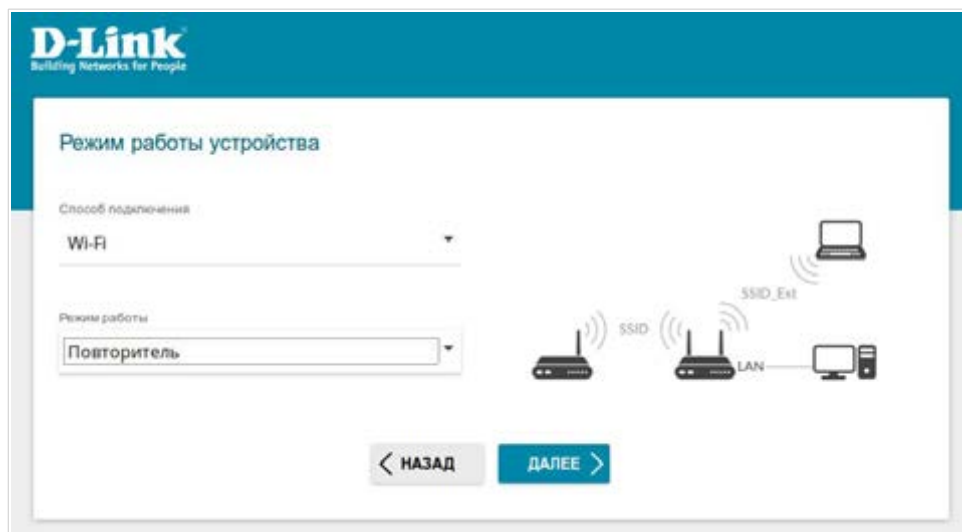 D-Link
Building Networks for People
Режим работы устройства
Способ подключения
Wi-Fi
SSID_Ext
Режим работы
Повторитель
SSID
LAN
НАЗАД
ДАЛЕЕ